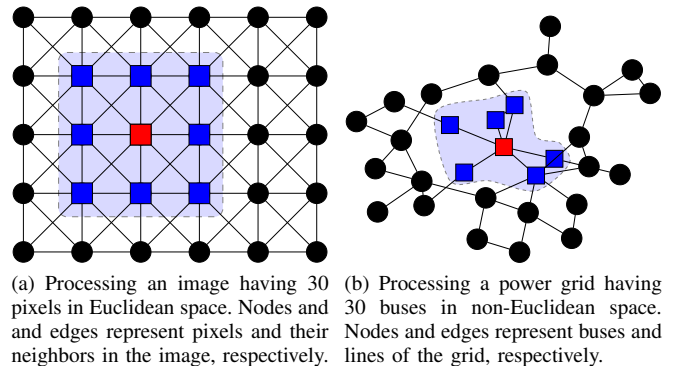 (a) Processing an image having 30
pixels in Euclidean space. Nodes and
and edges represent pixels and their
neighbors in the image, respectively.
(b) Processing a power grid having
30 buses in non-Euclidean space.
Nodes and edges represent buses and
lines of the grid, respectively.